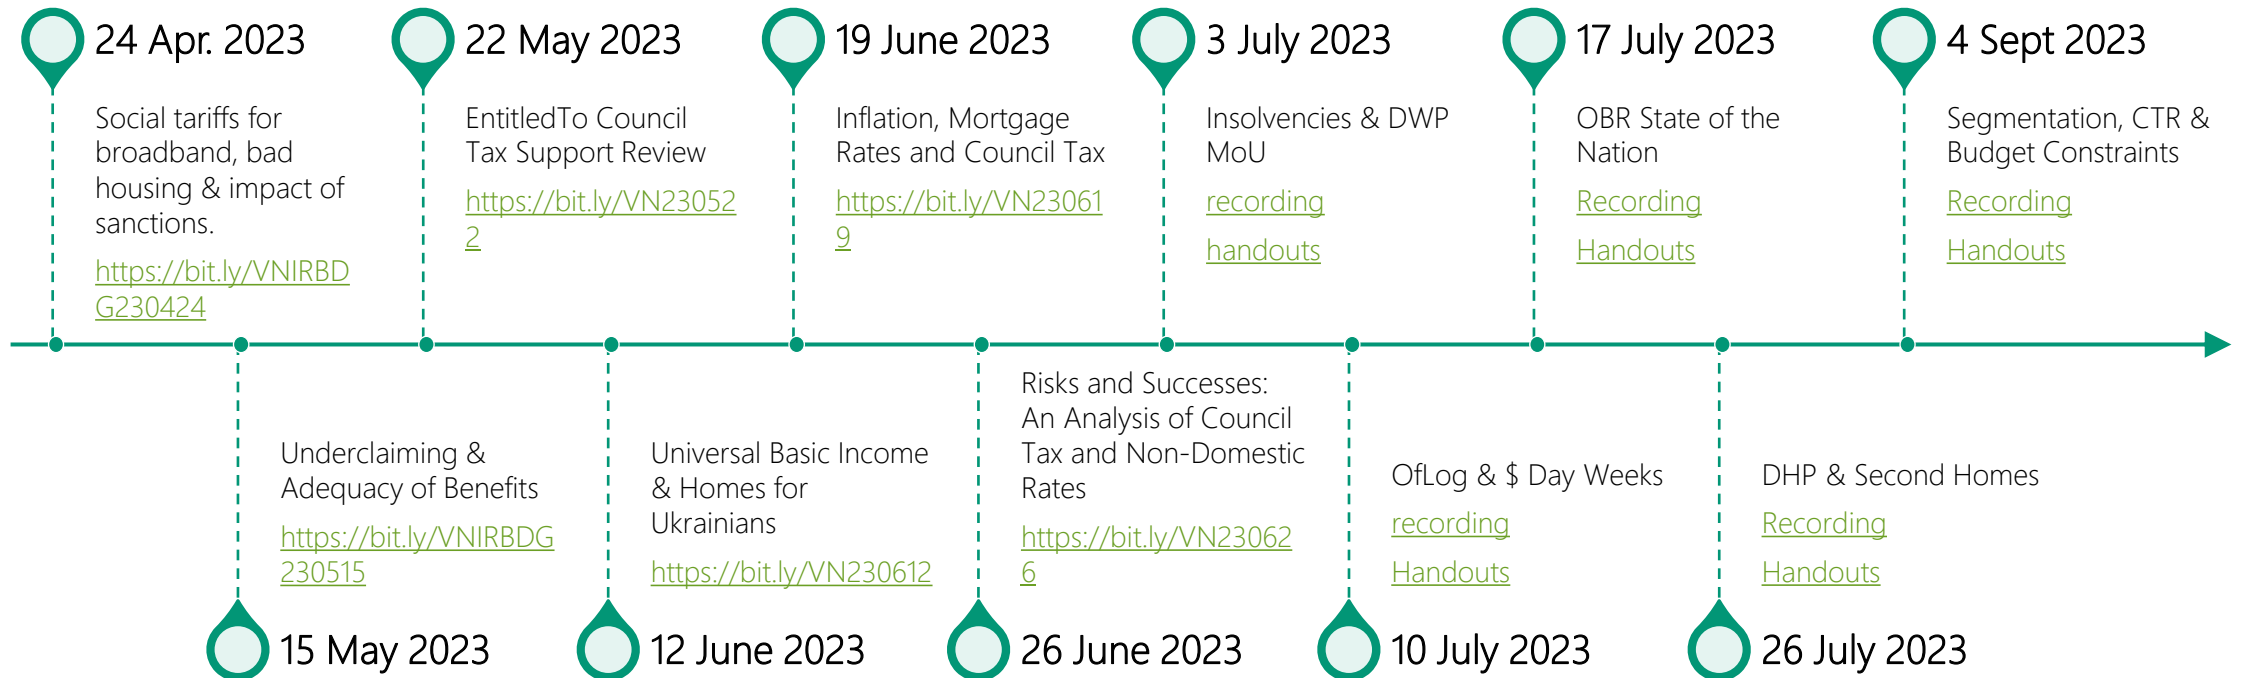 24 Apr. 2023
Social tariffs for
broadband, bad
housing & impact of
sanctions.
https://bit.ly/VNIRBD
G230424
22 May 2023
EntitledTo Council
Tax Support Review
https://bit.ly/VN23052
2
19 June 2023
Inflation, Mortgage
Rates and Council Tax
https://bit.ly/VN23061
9
3 July 2023
Insolvencies & DWP
MoU
recording
handouts
17 July 2023
OBR State of the
Nation
Recording
Handouts
4 Sept 2023
Segmentation, CTR &
Budget Constraints
Recording
Handouts
Underclaiming &
Adequacy of Benefits
https://bit.ly/VNIRBDG
230515
15 May 2023
Universal Basic Income
& Homes for
Ukrainians
https://bit.ly/VN230612
12 June 2023
Risks and Successes:
An Analysis of Council
Tax and Non-Domestic
Rates
https://bit.ly/VN23062
6
26 June 2023
OfLog & $ Day Weeks
recording
Handouts
10 July 2023
DHP & Second Homes
Recording
Handouts
26 July 2023